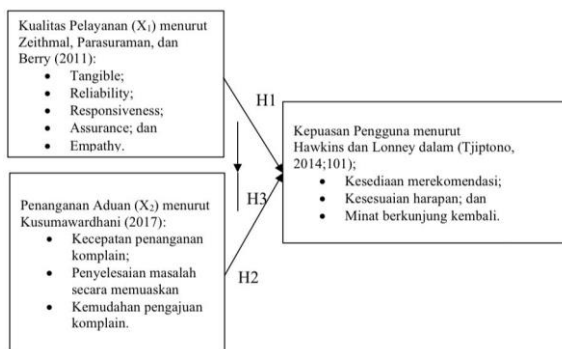 Kualitas Pelayanan (X₁) menurut
Zeithmal, Parasuraman, dan
Berry (2011):
• Tangible;
• Reliability;
• Responsiveness;
• Assurance; dan
• Empathy.
H1
Kepuasan Pengguna menurut
Hawkins dan Lonney dalam (Tjiptono,
2014;101):
• Kesediaan merekomendasi;
• Kesesuaian harapan; dan
• Minat berkunjung kembali.
H3
Penanganan Aduan (X₂) menurut
Kusumawardhani (2017):
• Kecepatan penanganan
komplain;
• Penyelesaian masalah
secara memuaskan
• Kemudahan pengajuan
komplain.
H2